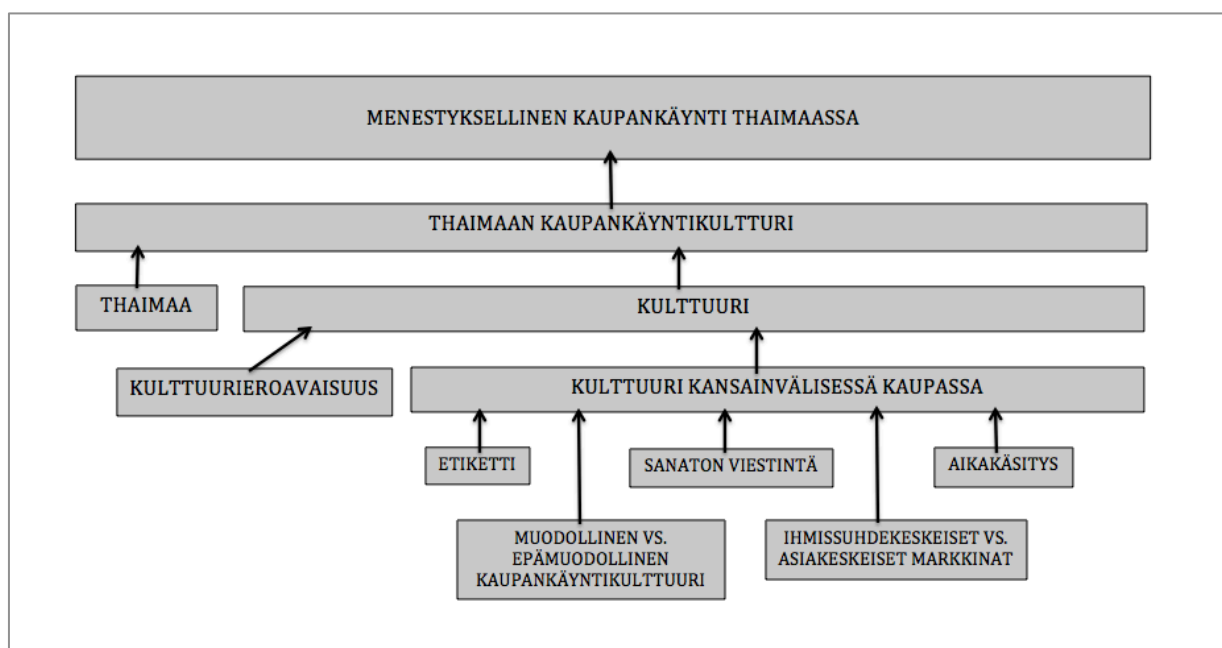 MENESTYKSELLINEN KAUPANKÄYNTI THAIMAASSA
THAIMAAN KAUPANKÄYNTIKULTTURI
THAIMAA
KULTTUURI
KULTTUURIEROAVAISUUS
KULTTUURI KANSAINVÄLISESSÄ KAUPASSA
ETIKETTI
SANATON VIESTINTÄ
AIKAKÄSITYS
MUODOLLINEN VS.
EPÄMUODOLLINEN
KAUPANKÄYNTIKULTTUURI
IHMISSUHDEKESKEISET VS.
ASIAKESKEISET MARKKINAT